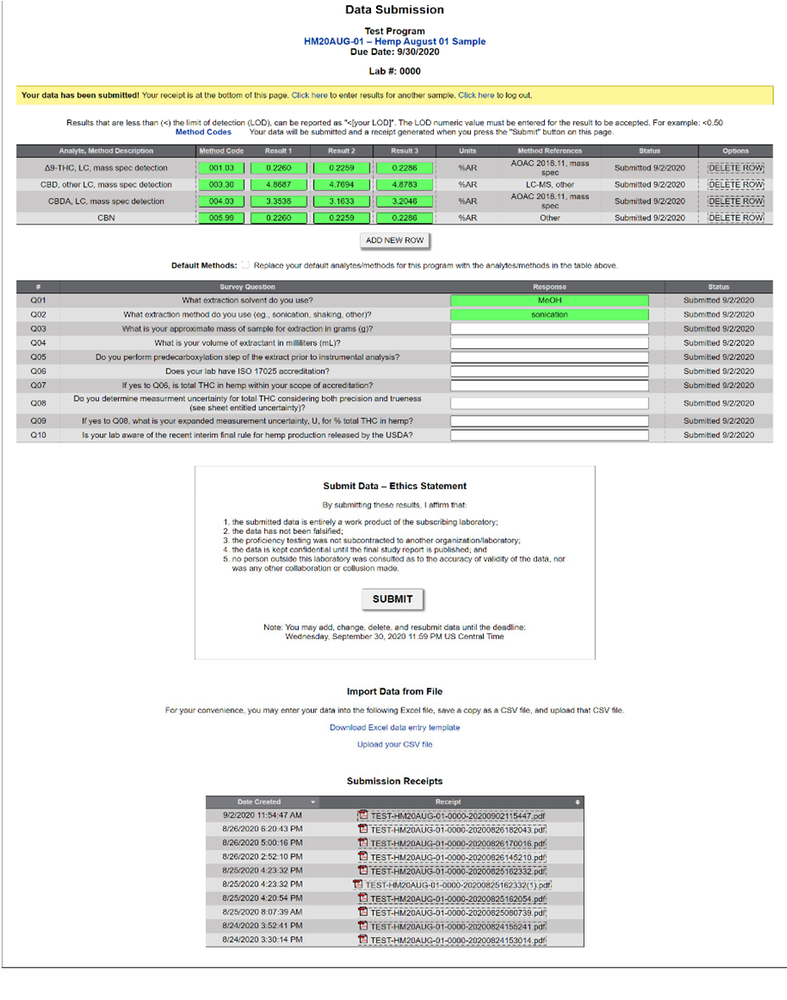 Data Submission
Test Program
HM20AUG-01 – Hemp August 01 Sample
Due Date: 9/30/2020
Lab #: 0000
Your data has been submitted! Your receipt is at the bottom of this page. Click here to enter results for another sample. Click here to log out.
Results that are less than (<) the limit of detection (LOD), can be reported as "<[your LOD]". The LOD numeric value must be entered for the result to be accepted. For example: <0.50
Method Codes Your data will be submitted and a receipt generated when you press the "Submit" button on this page.
Analyte, Method Description Method Code Result 1 Result 2 Result 3 Units Method References Status Options
Δ9-THC, LC, mass spec detection 001.03 0.2260 0.2259 0.2286 %AR AOAC 2018.11, mass spec Submitted 9/2/2020 DELETE ROW
CBD, other LC, mass spec detection 003.30 4.8687 4.7694 4.8783 %AR LC-MS, other Submitted 9/2/2020 DELETE ROW
CBDA, LC, mass spec detection 004.03 3.3538 3.1633 3.2046 %AR AOAC 2018.11, mass spec Submitted 9/2/2020 DELETE ROW
CBN 005.99 0.2260 0.2259 0.2286 %AR Other Submitted 9/2/2020 DELETE ROW
ADD NEW ROW
Default Methods: Replace your default analytes/methods for this program with the analytes/methods in the table above.
# Survey Question Response Status
Q01 What extraction solvent do you use? MeOH Submitted 9/2/2020
Q02 What extraction method do you use (eg., sonication, shaking, other)? sonication Submitted 9/2/2020
Q03 What is your approximate mass of sample for extraction in grams (g)? Submitted 9/2/2020
Q04 What is your volume of extractant in milliliters (mL)? Submitted 9/2/2020
Q05 Do you perform predecarboxylation step of the extract prior to instrumental analysis? Submitted 9/2/2020
Q06 Does your lab have ISO 17025 accreditation? Submitted 9/2/2020
Q07 If yes to Q06, is total THC in hemp within your scope of accreditation? Submitted 9/2/2020
Q08 Do you determine measurment uncertainty for total THC considering both precision and trueness
(see sheet entitled uncertainty)? Submitted 9/2/2020
Q09 If yes to Q08, what is your expanded measurement uncertainty, U, for % total THC in hemp? Submitted 9/2/2020
Q10 Is your lab aware of the recent interim final rule for hemp production released by the USDA? Submitted 9/2/2020
Submit Data – Ethics Statement
By submitting these results, I affirm that:
1. the submitted data is entirely a work product of the subscribing laboratory;
2. the data has not been falsified;
3. the proficiency testing was not subcontracted to another organization/laboratory;
4. the data is kept confidential until the final study report is published; and
5. no person outside this laboratory was consulted as to the accuracy of validity of the data, nor
was any other collaboration or collusion made.
SUBMIT
Note: You may add, change, delete, and resubmit data until the deadline:
Wednesday, September 30, 2020 11:59 PM US Central Time
Import Data from File
For your convenience, you may enter your data into the following Excel file, save a copy as a CSV file, and upload that CSV file.
Download Excel data entry template
Upload your CSV file
Submission Receipts
Date Created Receipt
9/2/2020 11:54:47 AM TEST-HM20AUG-01-0000-20200902115447.pdf
8/26/2020 6:20:43 PM TEST-HM20AUG-01-0000-20200826182043.pdf
8/26/2020 5:00:16 PM TEST-HM20AUG-01-0000-20200826170016.pdf
8/26/2020 2:52:10 PM TEST-HM20AUG-01-0000-20200826145210.pdf
8/25/2020 4:23:32 PM TEST-HM20AUG-01-0000-20200825162332.pdf
8/25/2020 4:23:32 PM TEST-HM20AUG-01-0000-20200825162332(1).pdf
8/25/2020 4:20:54 PM TEST-HM20AUG-01-0000-20200825162054.pdf
8/25/2020 8:07:39 AM TEST-HM20AUG-01-0000-20200825080739.pdf
8/24/2020 3:52:41 PM TEST-HM20AUG-01-0000-20200824155241.pdf
8/24/2020 3:30:14 PM TEST-HM20AUG-01-0000-20200824153014.pdf